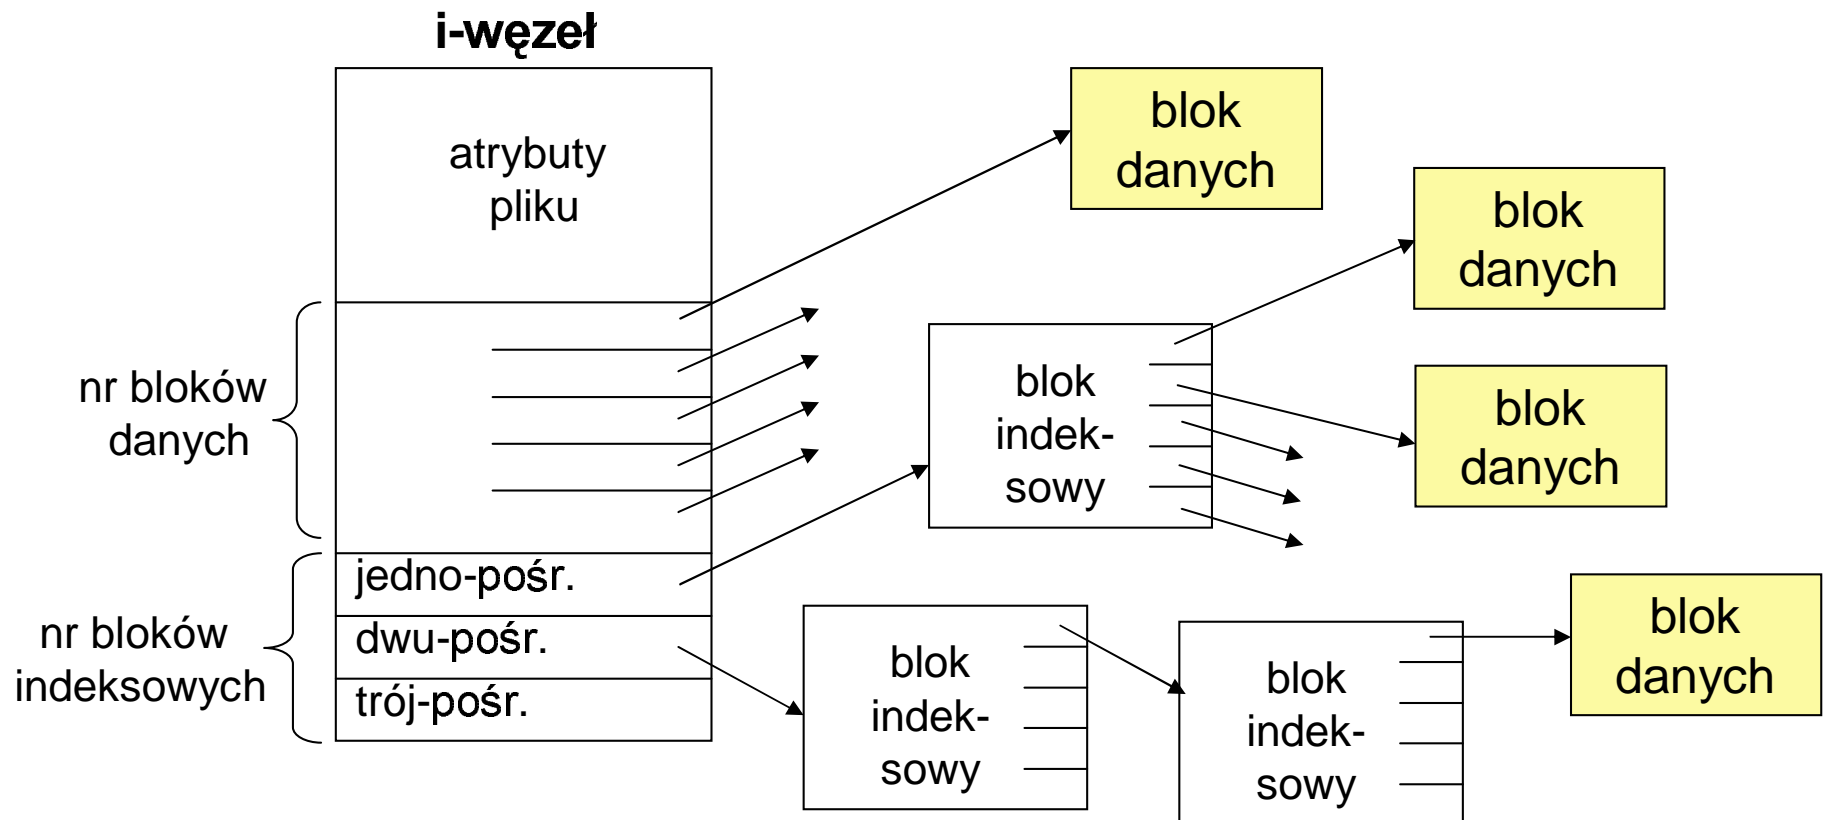 i-węzeł
atrybuty
pliku
nr bloków
danych
nr bloków
indeksowych
jedno-pośr.
dwu-pośr.
trój-pośr.
blok
danych
blok
indek-
sowy
blok
danych
blok
danych
blok
indek-
sowy
blok
indek-
sowy
blok
danych